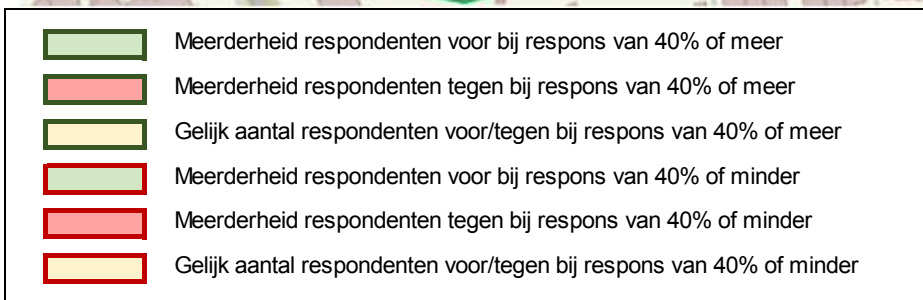 Meerderheid respondenten voor bij respons van 40% of meer
Meerderheid respondenten tegen bij respons van 40% of meer
Gelijk aantal respondenten voor/tegen bij respons van 40% of meer
Meerderheid respondenten voor bij respons van 40% of minder
Meerderheid respondenten tegen bij respons van 40% of minder
Gelijk aantal respondenten voor/tegen bij respons van 40% of minder